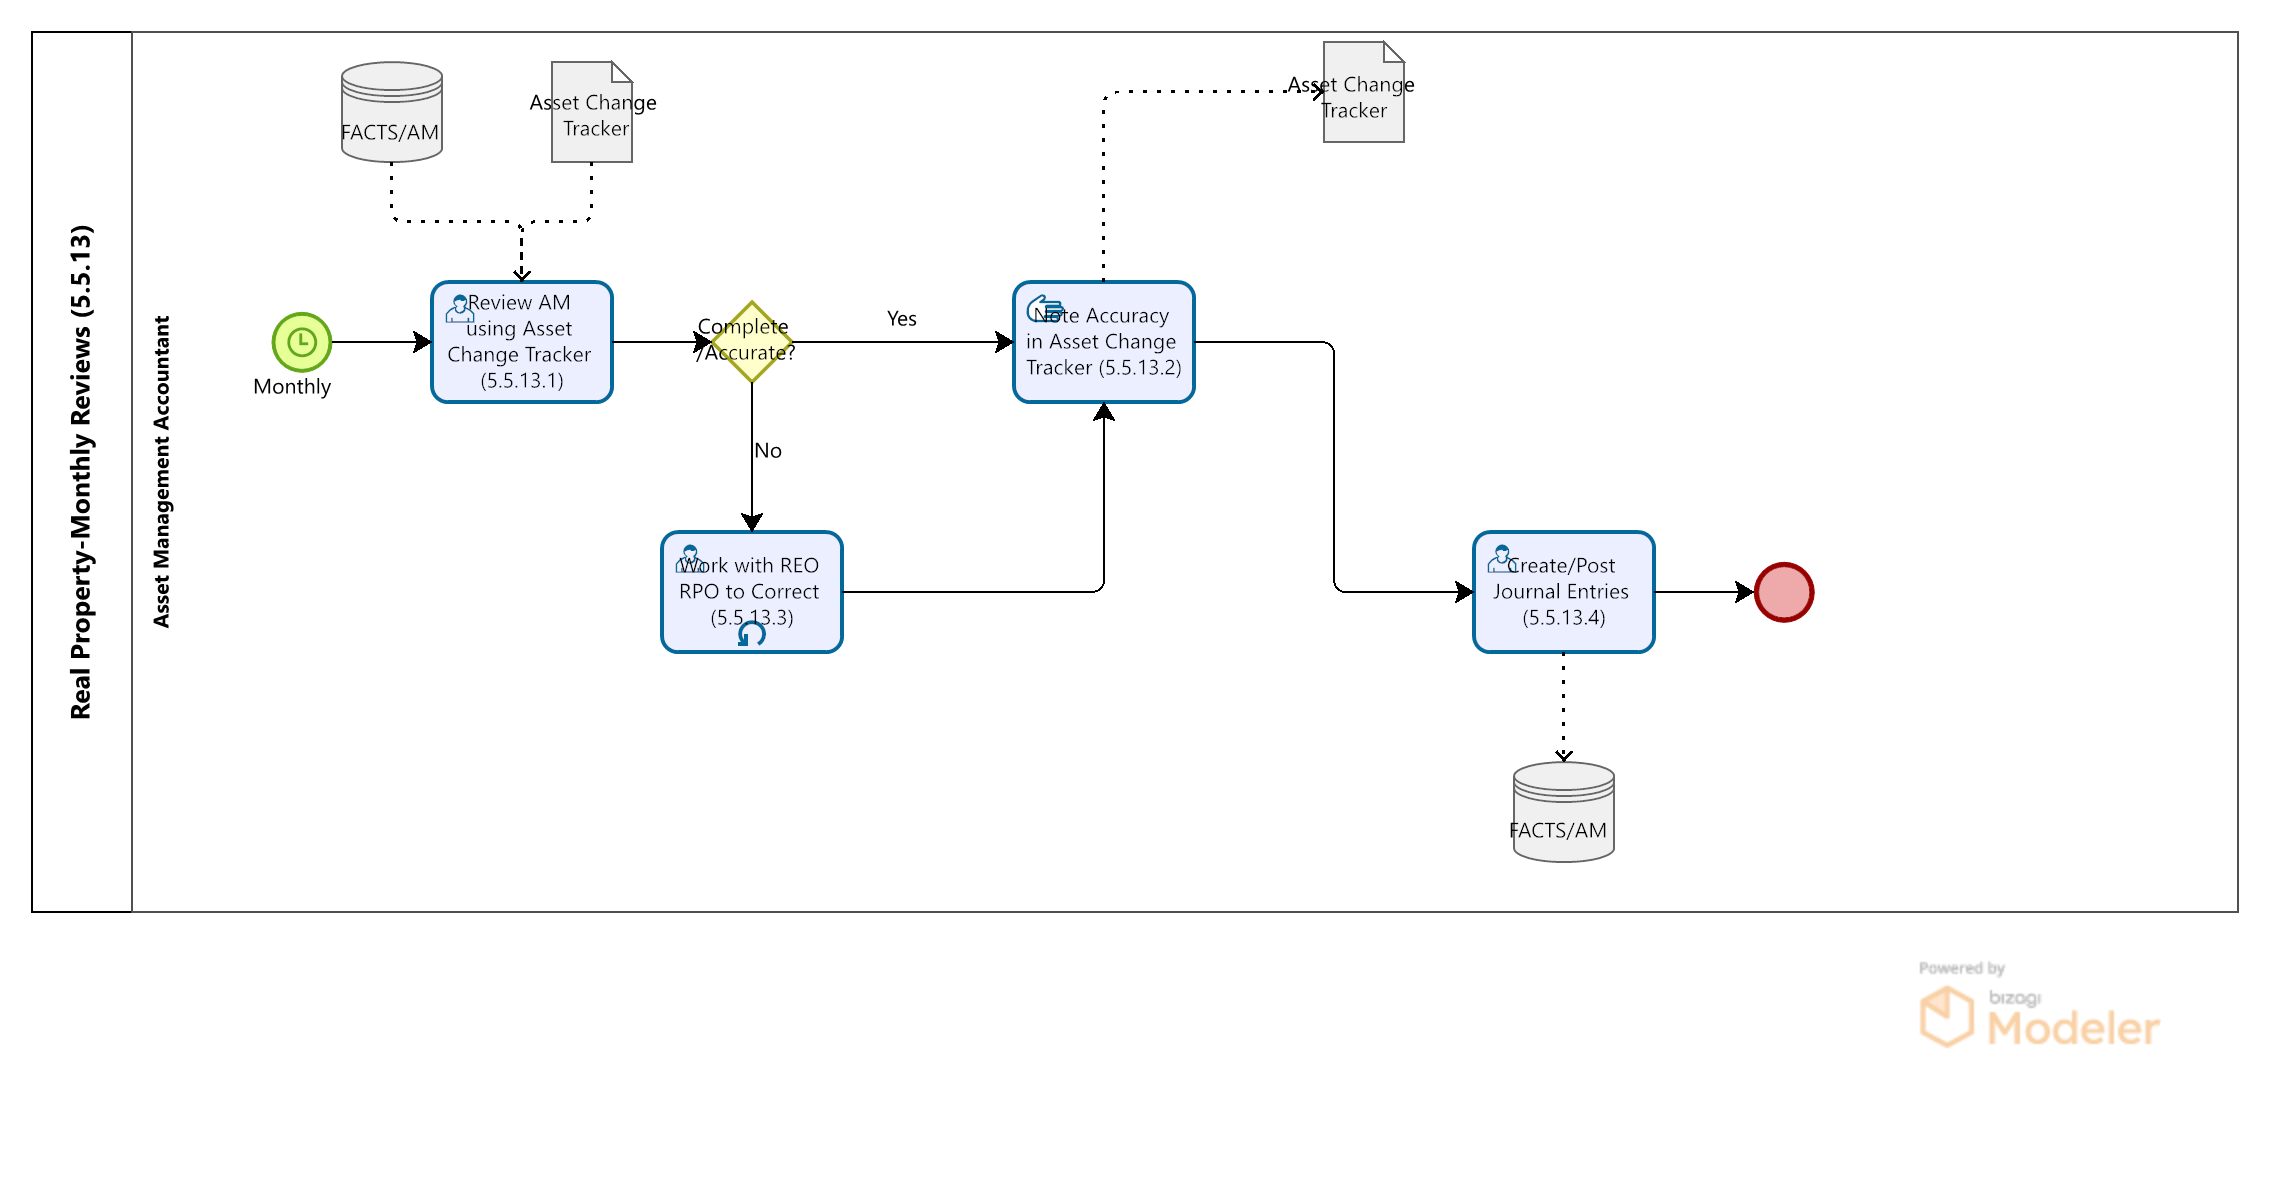 Real Property-Monthly Reviews (5.5.13)
Asset Management Accountant
FACTS/AM
Asset Change
Tracker
Asset Change
Tracker
Monthly
Review AM
using Asset
Change Tracker
(5.5.13.1)
Complete
/Accurate?
Yes
Note Accuracy
in Asset Change
Tracker (5.5.13.2)
No
Work with REO
RPO to Correct
(5.5.13.3)
Create/Post
Journal Entries
(5.5.13.4)
FACTS/AM
Powered by
bizagi
Modeler